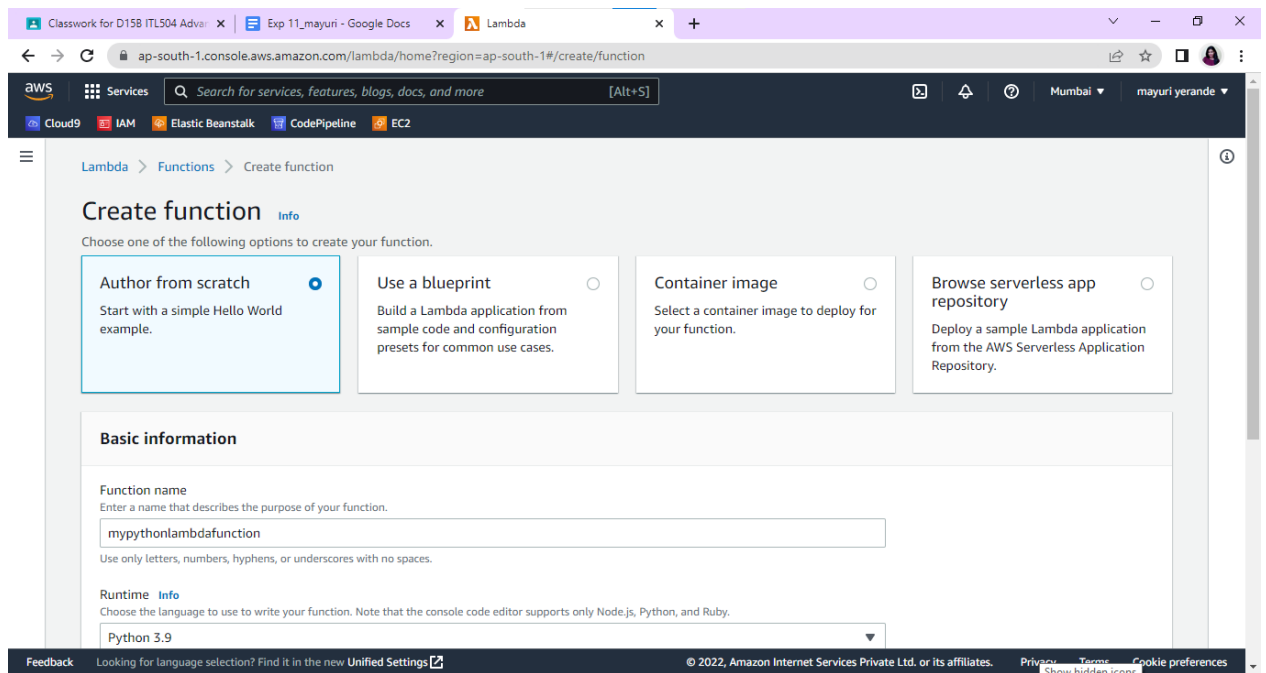 Classwork for D15B ITL504 Advar
Exp 11_mayuri - Google Docs
Lambda
ap-south-1.console.aws.amazon.com/lambda/home?region=ap-south-1#/create/function
aws Services Search for services, features, blogs, docs, and more [Alt+S] Mumbai mayuri yerande
Cloud9 IAM Elastic Beanstalk CodePipeline EC2
Lambda Functions Create function
Create function Info
Choose one of the following options to create your function.
Author from scratch
Start with a simple Hello World
example.
Use a blueprint
Build a Lambda application from
sample code and configuration
presets for common use cases.
Container image
Select a container image to deploy for
your function.
Browse serverless app
repository
Deploy a sample Lambda application
from the AWS Serverless Application
Repository.
Basic information
Function name
Enter a name that describes the purpose of your function.
mypythonlambdafunction
Use only letters, numbers, hyphens, or underscores with no spaces.
Runtime Info
Choose the language to use to write your function. Note that the console code editor supports only Node.js, Python, and Ruby.
Python 3.9
Feedback Looking for language selection? Find it in the new Unified Settings © 2022, Amazon Internet Services Private Ltd. or its affiliates. Privacy Terms Cookie preferences
Show hidden icons